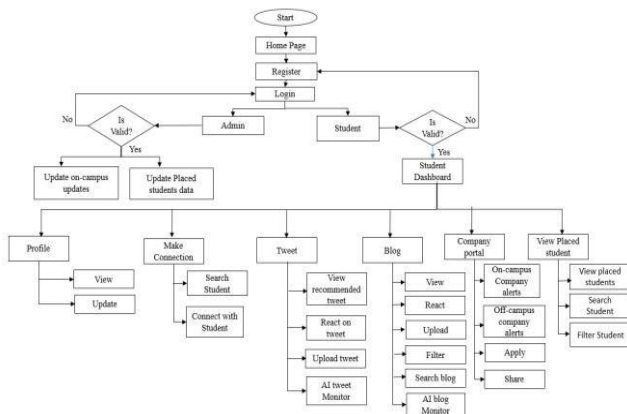 Start
Home Page
Register
Login
No
Is
Valid?
Admin
Student
Is
Valid?
No
Yes
Yes
Update on-campus
updates
Update Placed
students data
Student
Dashboard
Profile
View
Update
Make
Connection
Search
Student
Connect with
Student
Tweet
View
recommended
tweet
React on
tweet
Upload tweet
AI tweet
Monitor
Blog
View
React
Upload
Filter
Search blog
AI blog
Monitor
Company
portal
On-campus
Company
alerts
Off-campus
company
alerts
Apply
Share
View Placed
student
View placed
students
Search
Student
Filter Student